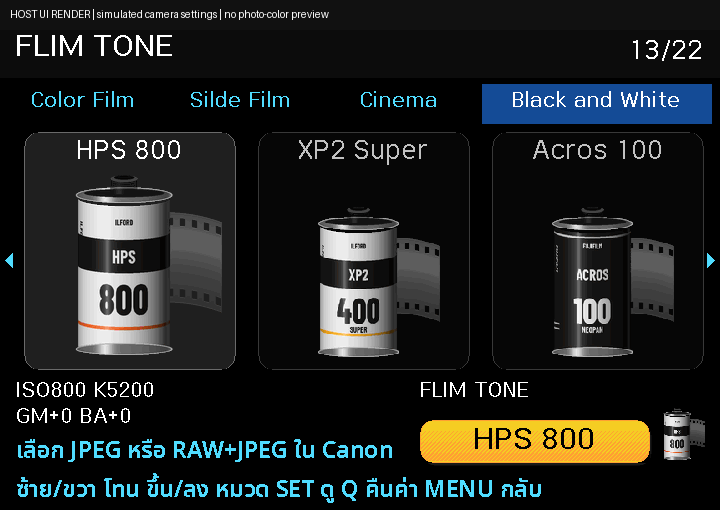 HOST UI RENDER | simulated camera settings | no photo-color preview
FLIM TONE
13/22
Color Film
Silde Film
Cinema
Black and White
HPS 800
XP2 Super
Acros 100
ILFORD
HPS
800
ILFORD
XP2
400
SUPER
FUJIFILM
ACROS
100
NEOPAN
ISO800 K5200
GM+0 BA+0
FLIM TONE
HPS 800
HPS
800
เลือก JPEG หรือ RAW+JPEG ใน Canon
ซ้าย/ขวา โทน ขึ้น/ลง หมวด SET ดู Q คืนค่า MENU กลับ